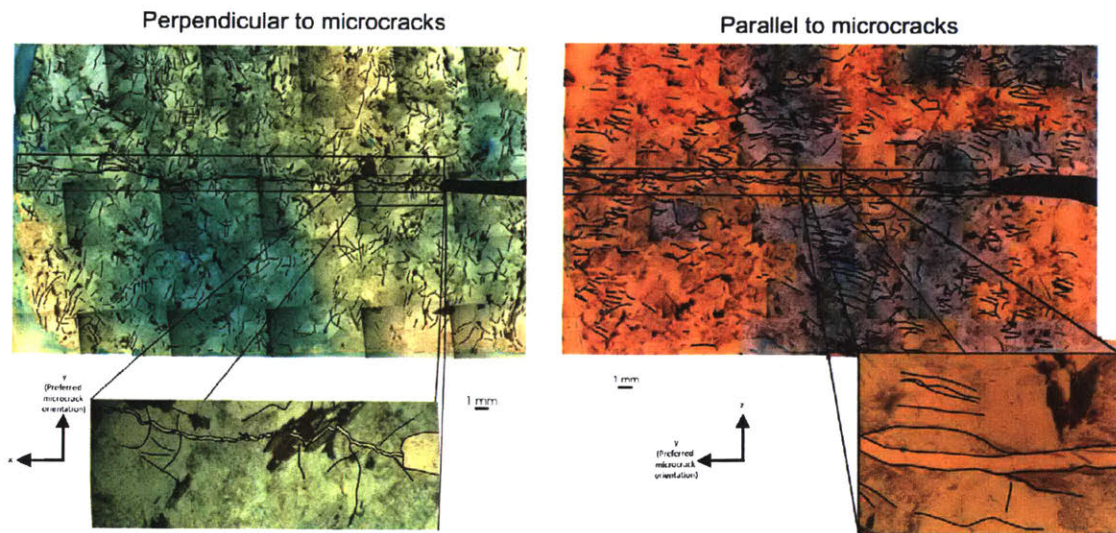 Perpendicular to microcracks
Parallel to microcracks
1 mm
1 mm
y
(Preferred
microcrack
orientation)
x
z
y
(Preferred
microcrack
orientation)